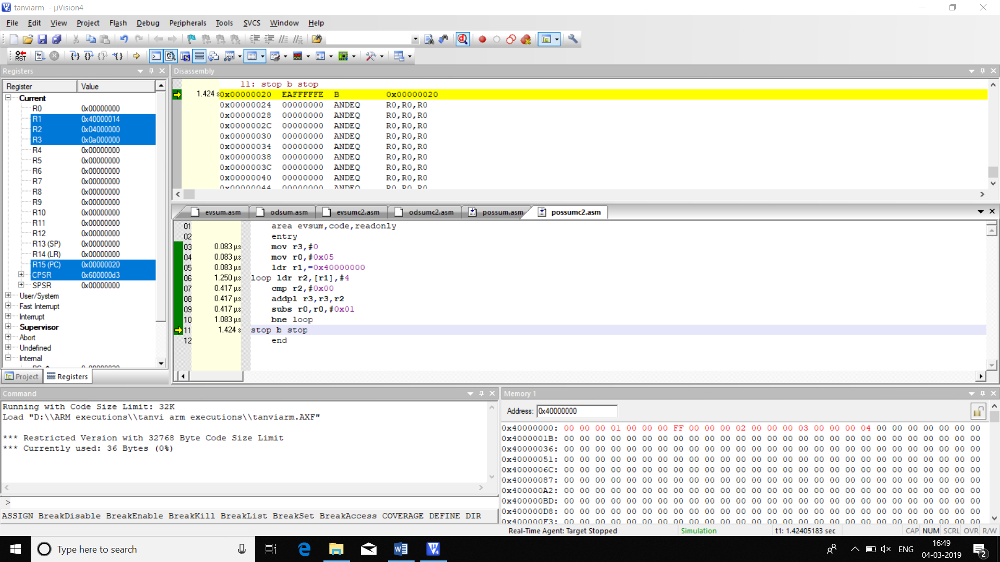 tanviarm - µVision4
File Edit View Project Flash Debug Peripherals Tools SVCS Window Help
Registers
Register Value
Current
R0 0x00000000
R1 0x40000014
R2 0x04000000
R3 0x0a000000
R4 0x00000000
R5 0x00000000
R6 0x00000000
R7 0x00000000
R8 0x00000000
R9 0x00000000
R10 0x00000000
R11 0x00000000
R12 0x00000000
R13 (SP) 0x00000000
R14 (LR) 0x00000000
R15 (PC) 0x00000020
CPSR 0x600000d3
SPSR 0x00000000
User/System
Fast Interrupt
Interrupt
Supervisor
Abort
Undefined
Internal
Project Registers
Disassembly
11: stop b stop
1.424 s 0x00000020 EAFFFFFE B 0x00000020
0x00000024 00000000 ANDEQ R0,R0,R0
0x00000028 00000000 ANDEQ R0,R0,R0
0x0000002C 00000000 ANDEQ R0,R0,R0
0x00000030 00000000 ANDEQ R0,R0,R0
0x00000034 00000000 ANDEQ R0,R0,R0
0x00000038 00000000 ANDEQ R0,R0,R0
0x0000003C 00000000 ANDEQ R0,R0,R0
0x00000040 00000000 ANDEQ R0,R0,R0
0x00000044 00000000 ANDEQ R0,R0,R0
evsum.asm odsum.asm evsumc2.asm odsumc2.asm possum.asm possumc2.asm
01 area evsum,code,readonly
02 entry
03 0.083 µs mov r3,#0
04 0.083 µs mov r0,#0x05
05 0.083 µs ldr r1,=0x40000000
06 1.250 µs loop ldr r2,[r1],#4
07 0.417 µs cmp r2,#0x00
08 0.417 µs addpl r3,r3,r2
09 0.417 µs subs r0,r0,#0x01
10 1.083 µs bne loop
11 1.424 s stop b stop
12 end
Command
Running with Code Size Limit: 32K
Load "D:\\ARM executions\\tanvi arm executions\\tanviarm.AXF"
*** Restricted Version with 32768 Byte Code Size Limit
*** Currently used: 36 Bytes (0%)
>
ASSIGN BreakDisable BreakEnable BreakKill BreakList BreakSet BreakAccess COVERAGE DEFINE DIR
Memory 1
Address: 0x40000000
0x40000000: 00 00 00 01 00 00 00 FF 00 00 00 02 00 00 00 03 00 00 00 04 00 00 00 00 00 00 00
0x4000001B: 00 00 00 00 00 00 00 00 00 00 00 00 00 00 00 00 00 00 00 00 00 00 00 00 00 00 00
0x40000036: 00 00 00 00 00 00 00 00 00 00 00 00 00 00 00 00 00 00 00 00 00 00 00 00 00 00 00
0x40000051: 00 00 00 00 00 00 00 00 00 00 00 00 00 00 00 00 00 00 00 00 00 00 00 00 00 00 00
0x4000006C: 00 00 00 00 00 00 00 00 00 00 00 00 00 00 00 00 00 00 00 00 00 00 00 00 00 00 00
0x40000087: 00 00 00 00 00 00 00 00 00 00 00 00 00 00 00 00 00 00 00 00 00 00 00 00 00 00 00
0x400000A2: 00 00 00 00 00 00 00 00 00 00 00 00 00 00 00 00 00 00 00 00 00 00 00 00 00 00 00
0x400000BD: 00 00 00 00 00 00 00 00 00 00 00 00 00 00 00 00 00 00 00 00 00 00 00 00 00 00 00
0x400000D8: 00 00 00 00 00 00 00 00 00 00 00 00 00 00 00 00 00 00 00 00 00 00 00 00 00 00 00
0x400000F3: 00 00 00 00 00 00 00 00 00 00 00 00 00 00 00 00 00 00 00 00 00 00 00 00 00 00 00
Real-Time Agent: Target Stopped Simulation t1: 1.42405183 sec CAP NUM SCRL OVR R/W
Type here to search
ENG
16:49
04-03-2019
2